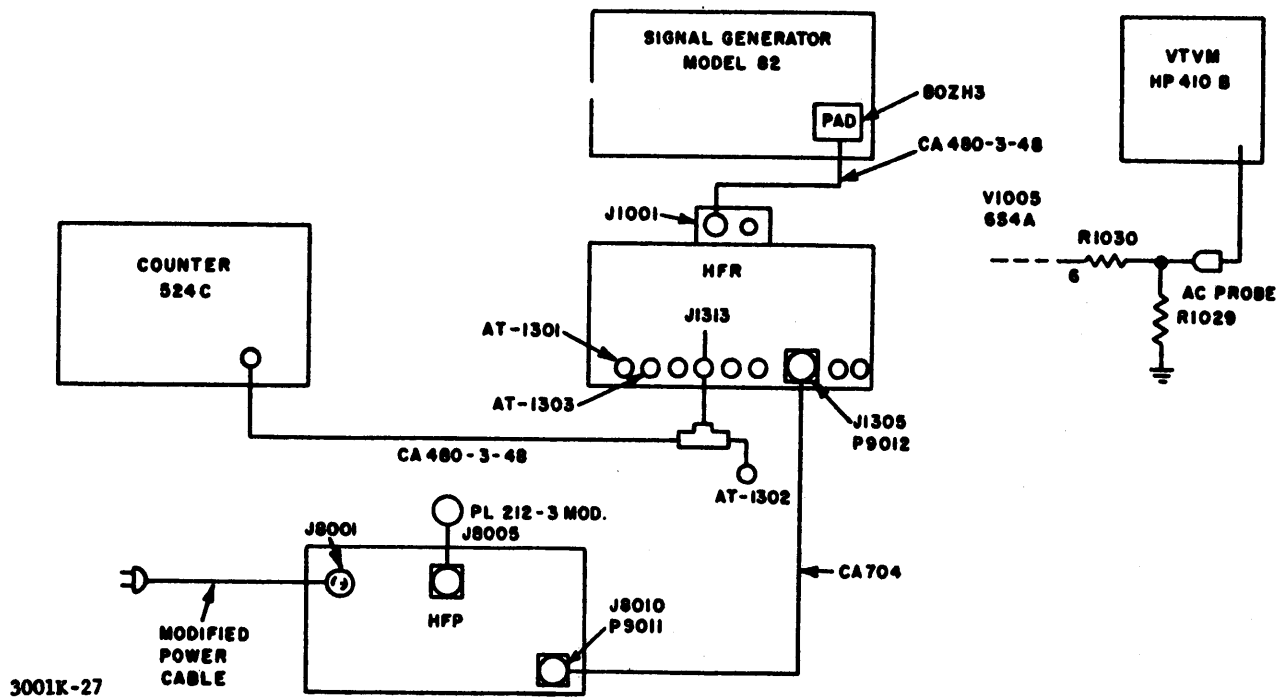 SIGNAL GENERATOR
MODEL 82
PAD
80ZH3
CA 480-3-48
VTVM
HP 410 B
J1001
V1005
6S4A
R1030
6
AC PROBE
R1029
COUNTER
524C
HFR
J1313
AT-1301
AT-1303
J1305
P9012
CA 480-3-48
AT-1302
PL 212-3 MOD.
J8005
J8001
HFP
CA704
J8010
P9011
MODIFIED
POWER
CABLE
3001K-27